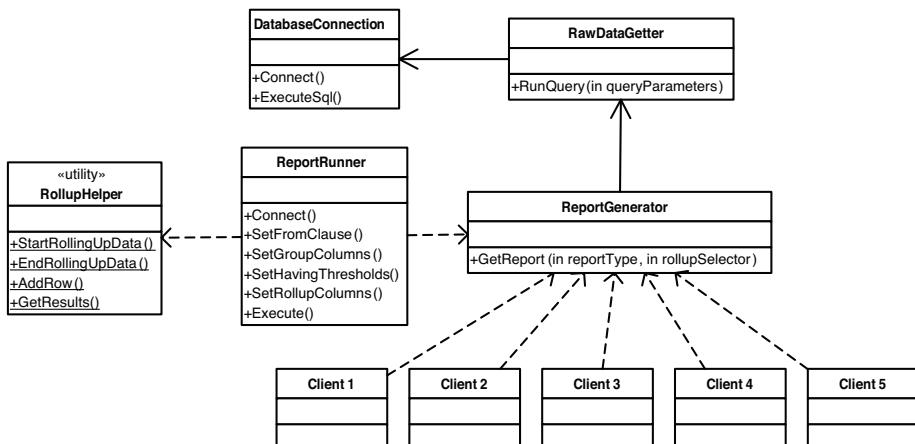 DatabaseConnection
+Connect()
+ExecuteSql()
RawDataGetter
+RunQuery(in queryParameters)
«utility»
RollupHelper
+StartRollingUpData()
+EndRollingUpData()
+AddRow()
+GetResults()
ReportRunner
+Connect()
+SetFromClause()
+SetGroupColumns()
+SetHavingThresholds()
+SetRollupColumns()
+Execute()
ReportGenerator
+GetReport(in reportType, in rollupSelector)
Client 1
Client 2
Client 3
Client 4
Client 5